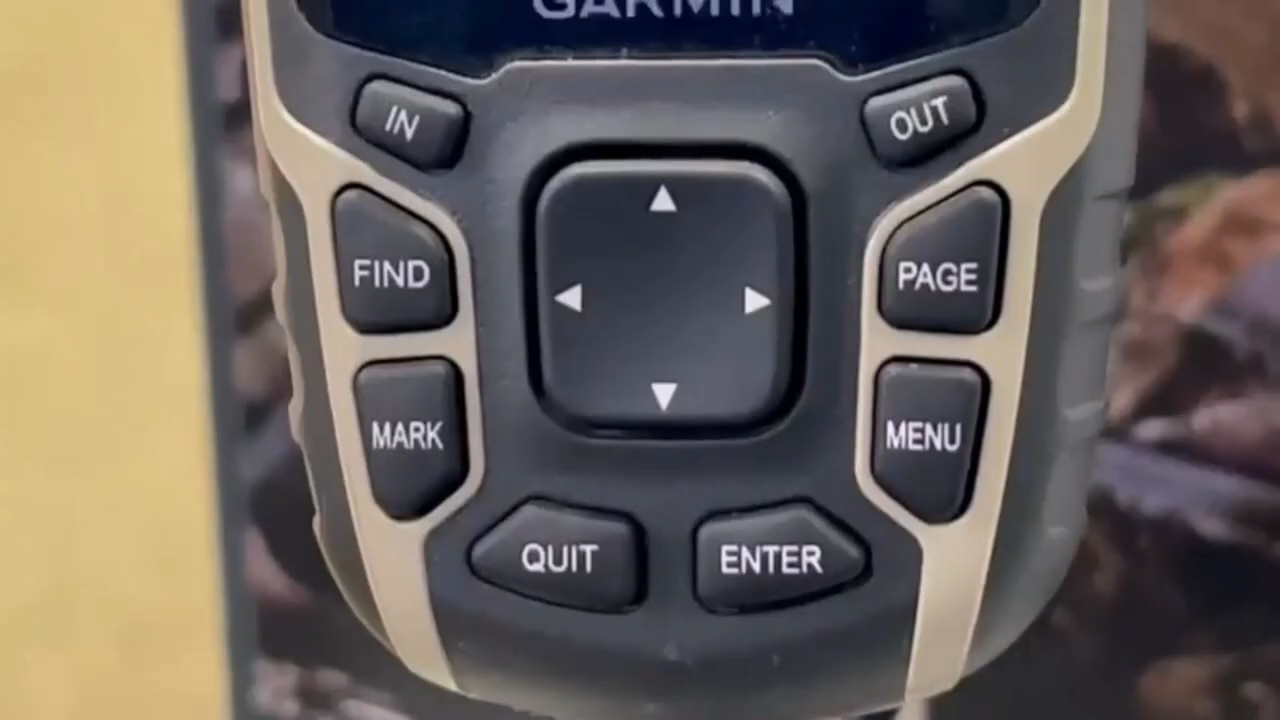 GARMIN
IN
OUT
FIND
PAGE
MARK
MENU
QUIT
ENTER